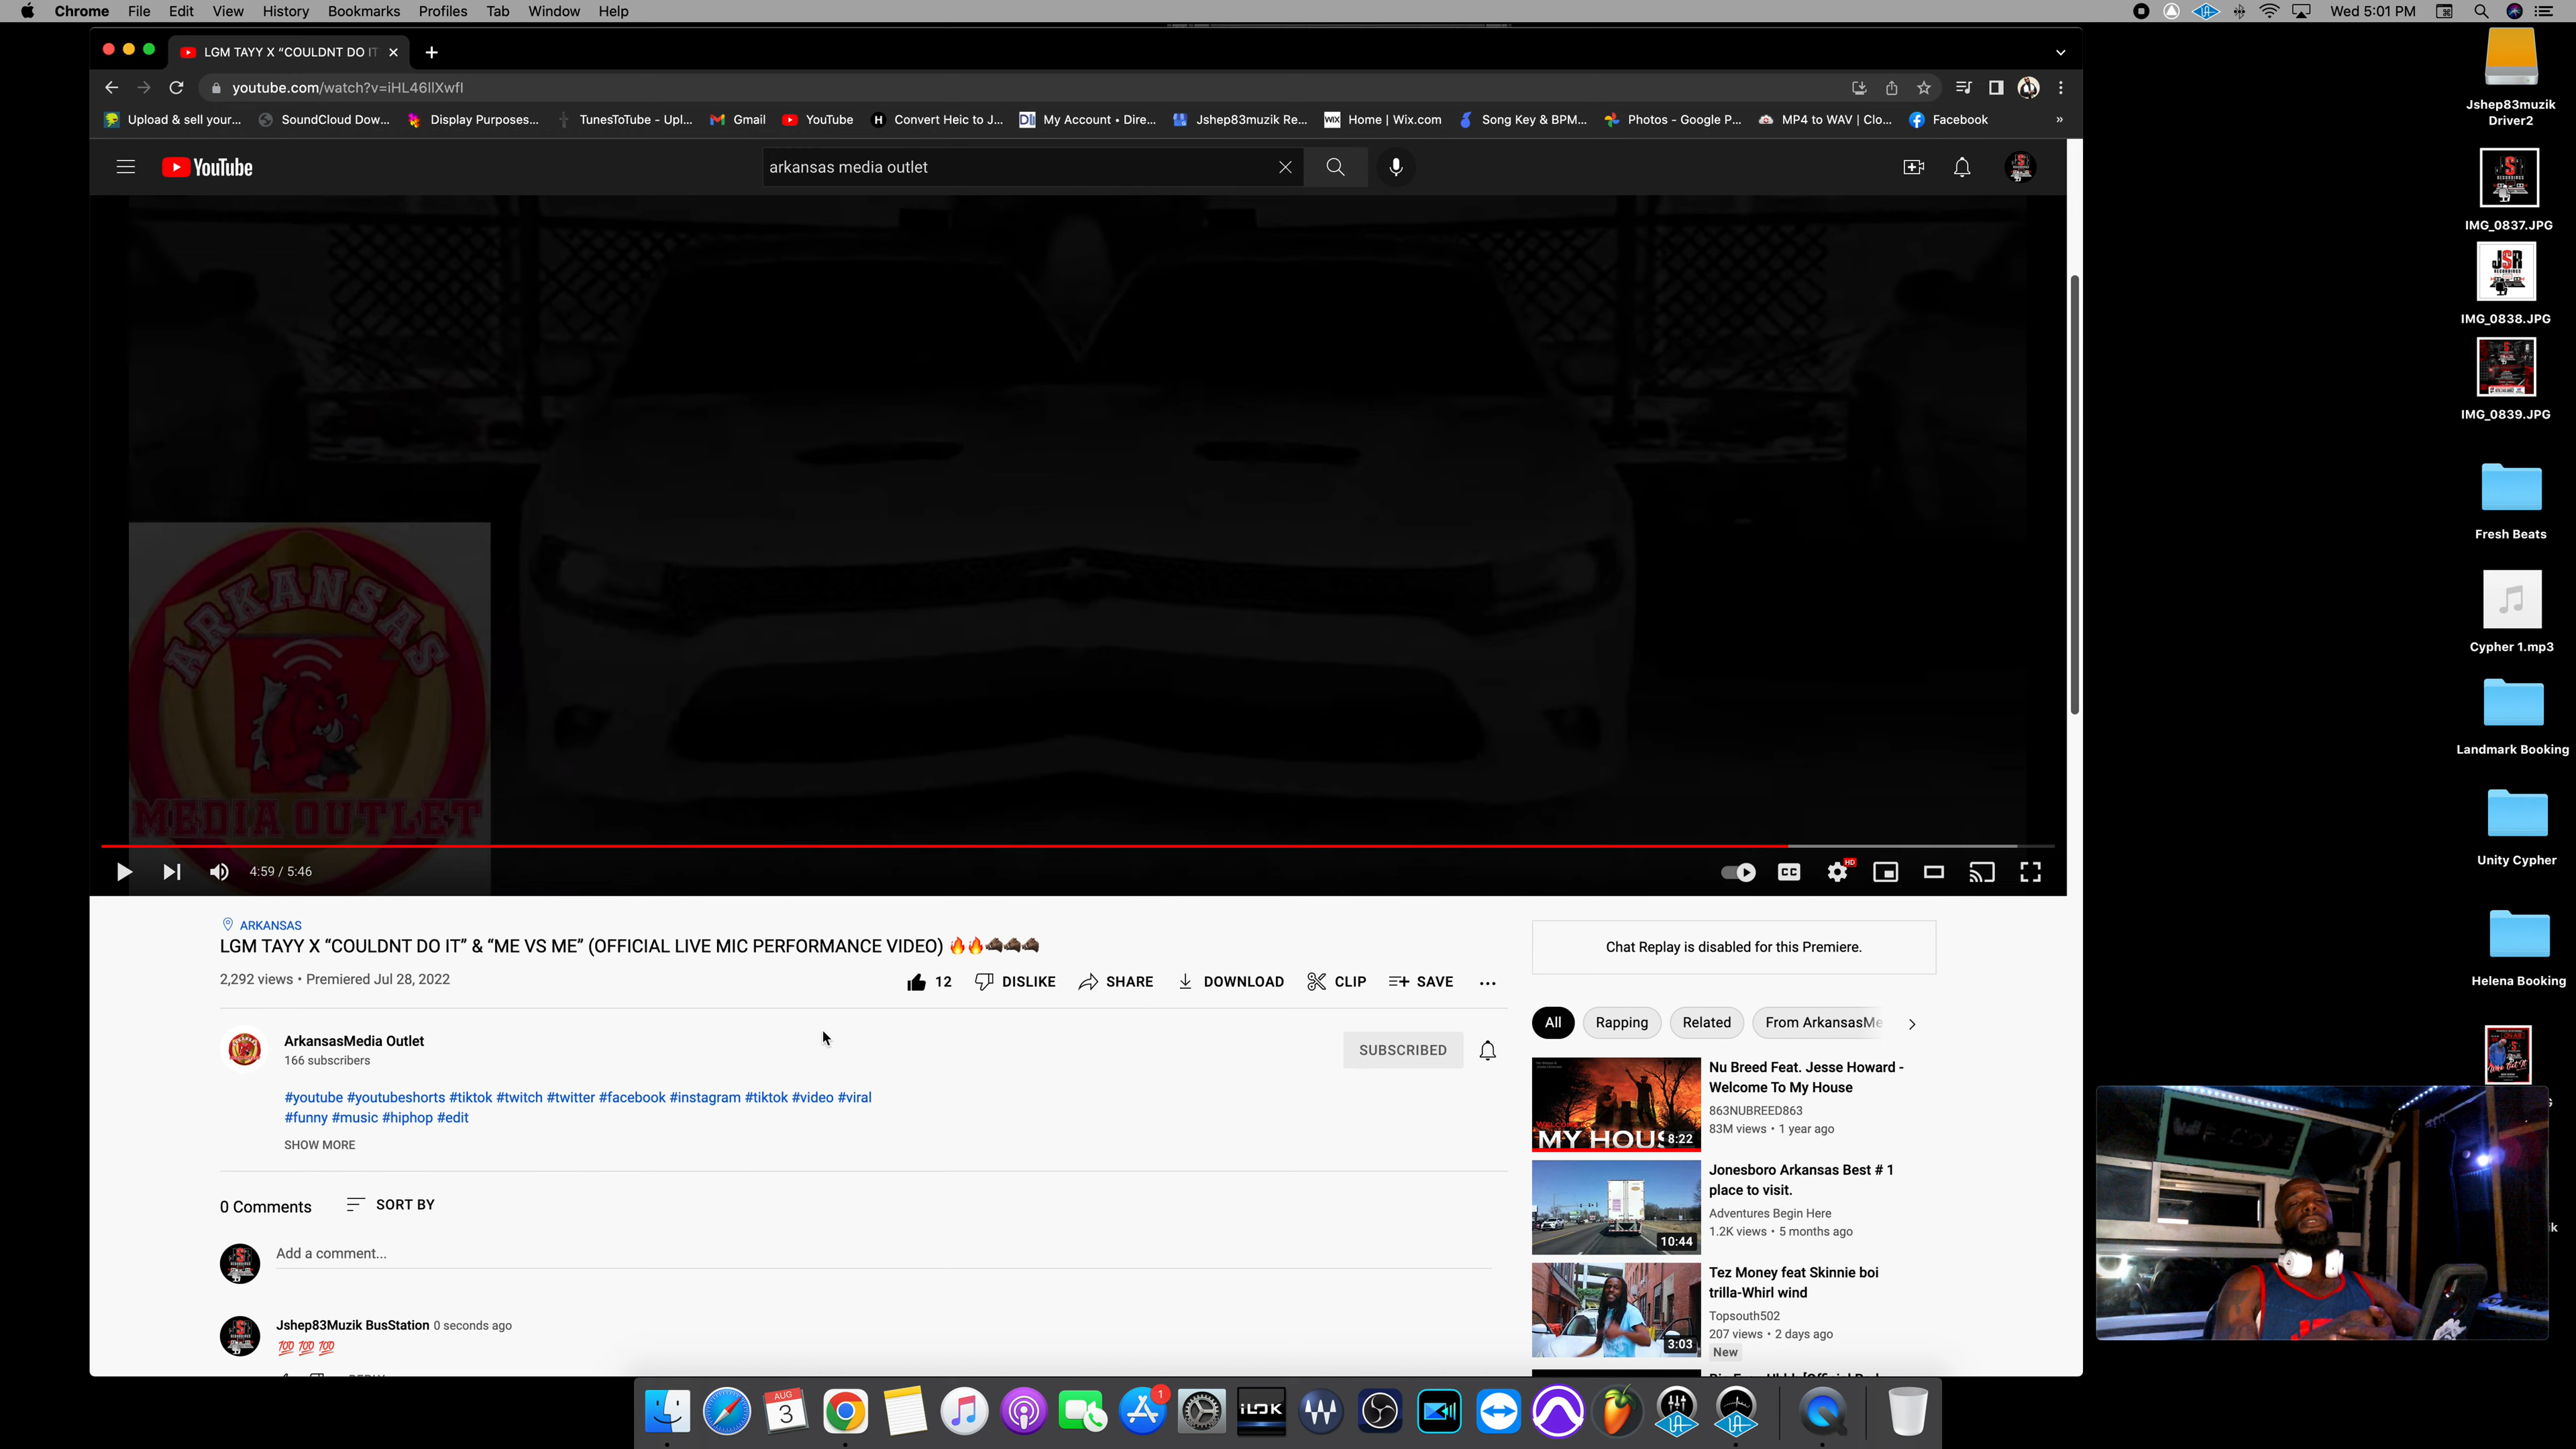 Chrome File Edit View History Bookmarks Profiles Tab Window Help
Wed 5:01 PM
LGM TAYY X “COULDNT DO IT
youtube.com/watch?v=iHL46llXwfI
Upload & sell your... SoundCloud Dow... Display Purposes... TunesToTube - Upl... Gmail YouTube Convert Heic to J... My Account • Dire... Jshep83muzik Re... Home | Wix.com Song Key & BPM... Photos - Google P... MP4 to WAV | Clo... Facebook »
YouTube
arkansas media outlet
ARKANSAS
MEDIA OUTLET
4:59 / 5:46
CC
HD
ARKANSAS
LGM TAYY X “COULDNT DO IT” & “ME VS ME” (OFFICIAL LIVE MIC PERFORMANCE VIDEO) 🔥🔥
2,292 views • Premiered Jul 28, 2022
12 DISLIKE SHARE DOWNLOAD CLIP SAVE ...
ArkansasMedia Outlet
166 subscribers
SUBSCRIBED
#youtube #youtubeshorts #tiktok #twitch #twitter #facebook #instagram #tiktok #video #viral
#funny #music #hiphop #edit
SHOW MORE
0 Comments SORT BY
Add a comment...
Jshep83Muzik BusStation 0 seconds ago
💯 💯 💯
Chat Replay is disabled for this Premiere.
All Rapping Related From ArkansasMe
MY HOUS
8:22
Nu Breed Feat. Jesse Howard -
Welcome To My House
863NUBREED863
83M views • 1 year ago
10:44
Jonesboro Arkansas Best # 1
place to visit.
Adventures Begin Here
1.2K views • 5 months ago
3:03
Tez Money feat Skinnie boi
trilla-Whirl wind
Topsouth502
207 views • 2 days ago
New
Jshep83muzik
Driver2
IMG_0837.JPG
JSR
IMG_0838.JPG
IMG_0839.JPG
Fresh Beats
Cypher 1.mp3
Landmark Booking
Unity Cypher
Helena Booking
AUG
3
1
iLOK